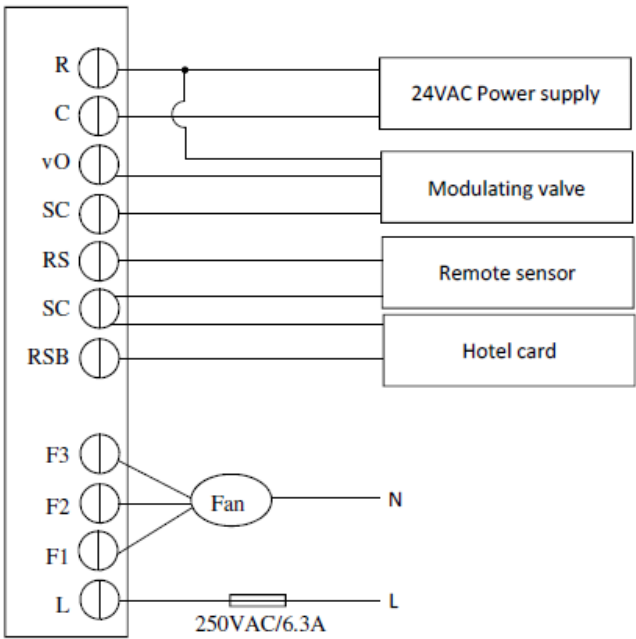 R
24VAC Power supply
C
vO
Modulating valve
SC
RS
Remote sensor
SC
Hotel card
RSB
F3
F2
Fan
N
F1
L
L
250VAC/6.3A